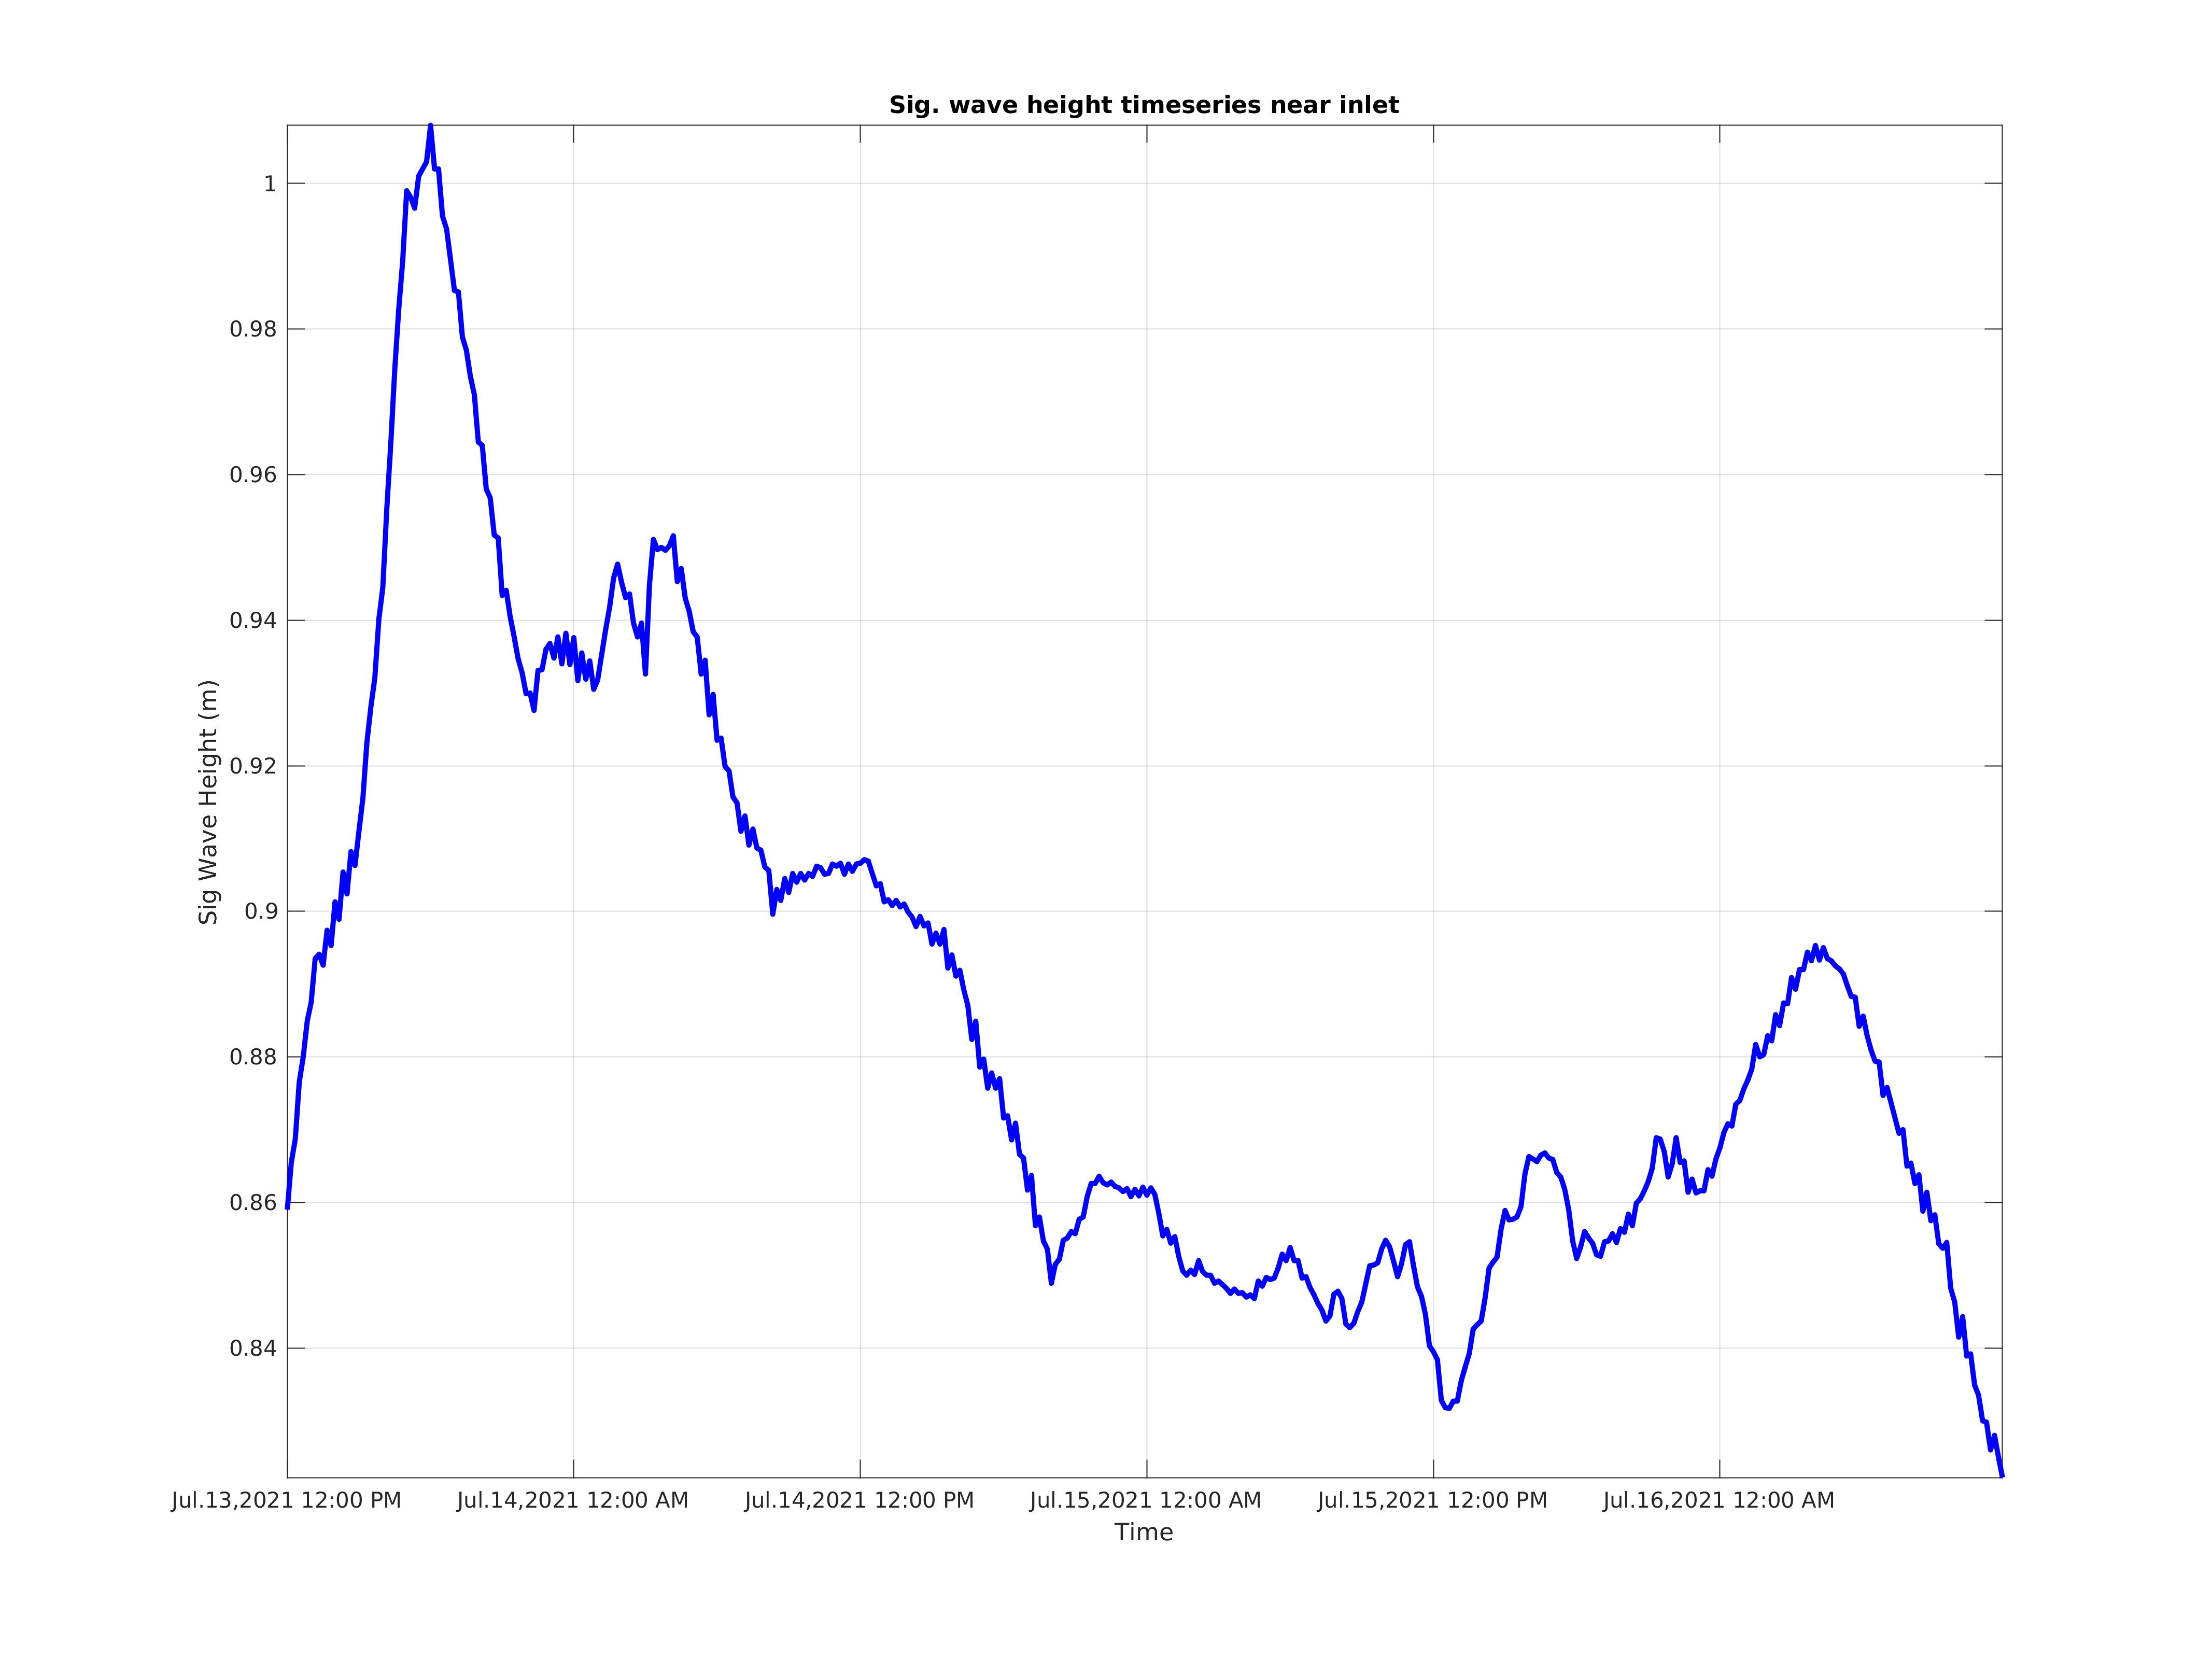 Sig. wave height timeseries near inlet
1
0.98
0.96
0.94
0.92
0.9
0.88
0.86
0.84
Sig Wave Height (m)
Jul.13,2021 12:00 PM
Jul.14,2021 12:00 AM
Jul.14,2021 12:00 PM
Jul.15,2021 12:00 AM
Jul.15,2021 12:00 PM
Jul.16,2021 12:00 AM
Time